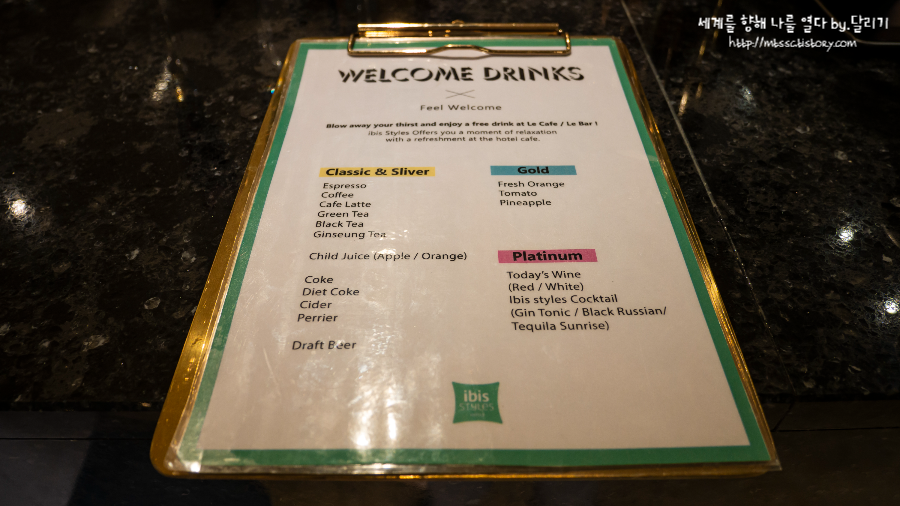 세계를 향해 나를 열다 by.달리기
WELCOME DRINKS
Feel Welcome
Blow away your thirst and enjoy a free drink at Le Cafe / Le Bar !
ibis Styles Offers you a moment of relaxation
with a refreshment at the hotel cafe.
Classic & Sliver
Espresso
Coffee
Cafe Latte
Green Tea
Black Tea
Ginseung Tea
Child Juice (Apple / Orange)
Coke
Diet Coke
Cider
Perrier
Draft Beer
Gold
Fresh Orange
Tomato
Pineapple
Platinum
Today's Wine
(Red / White)
Ibis styles Cocktail
(Gin Tonic / Black Russian/
Tequila Sunrise)
ibis
STYLES